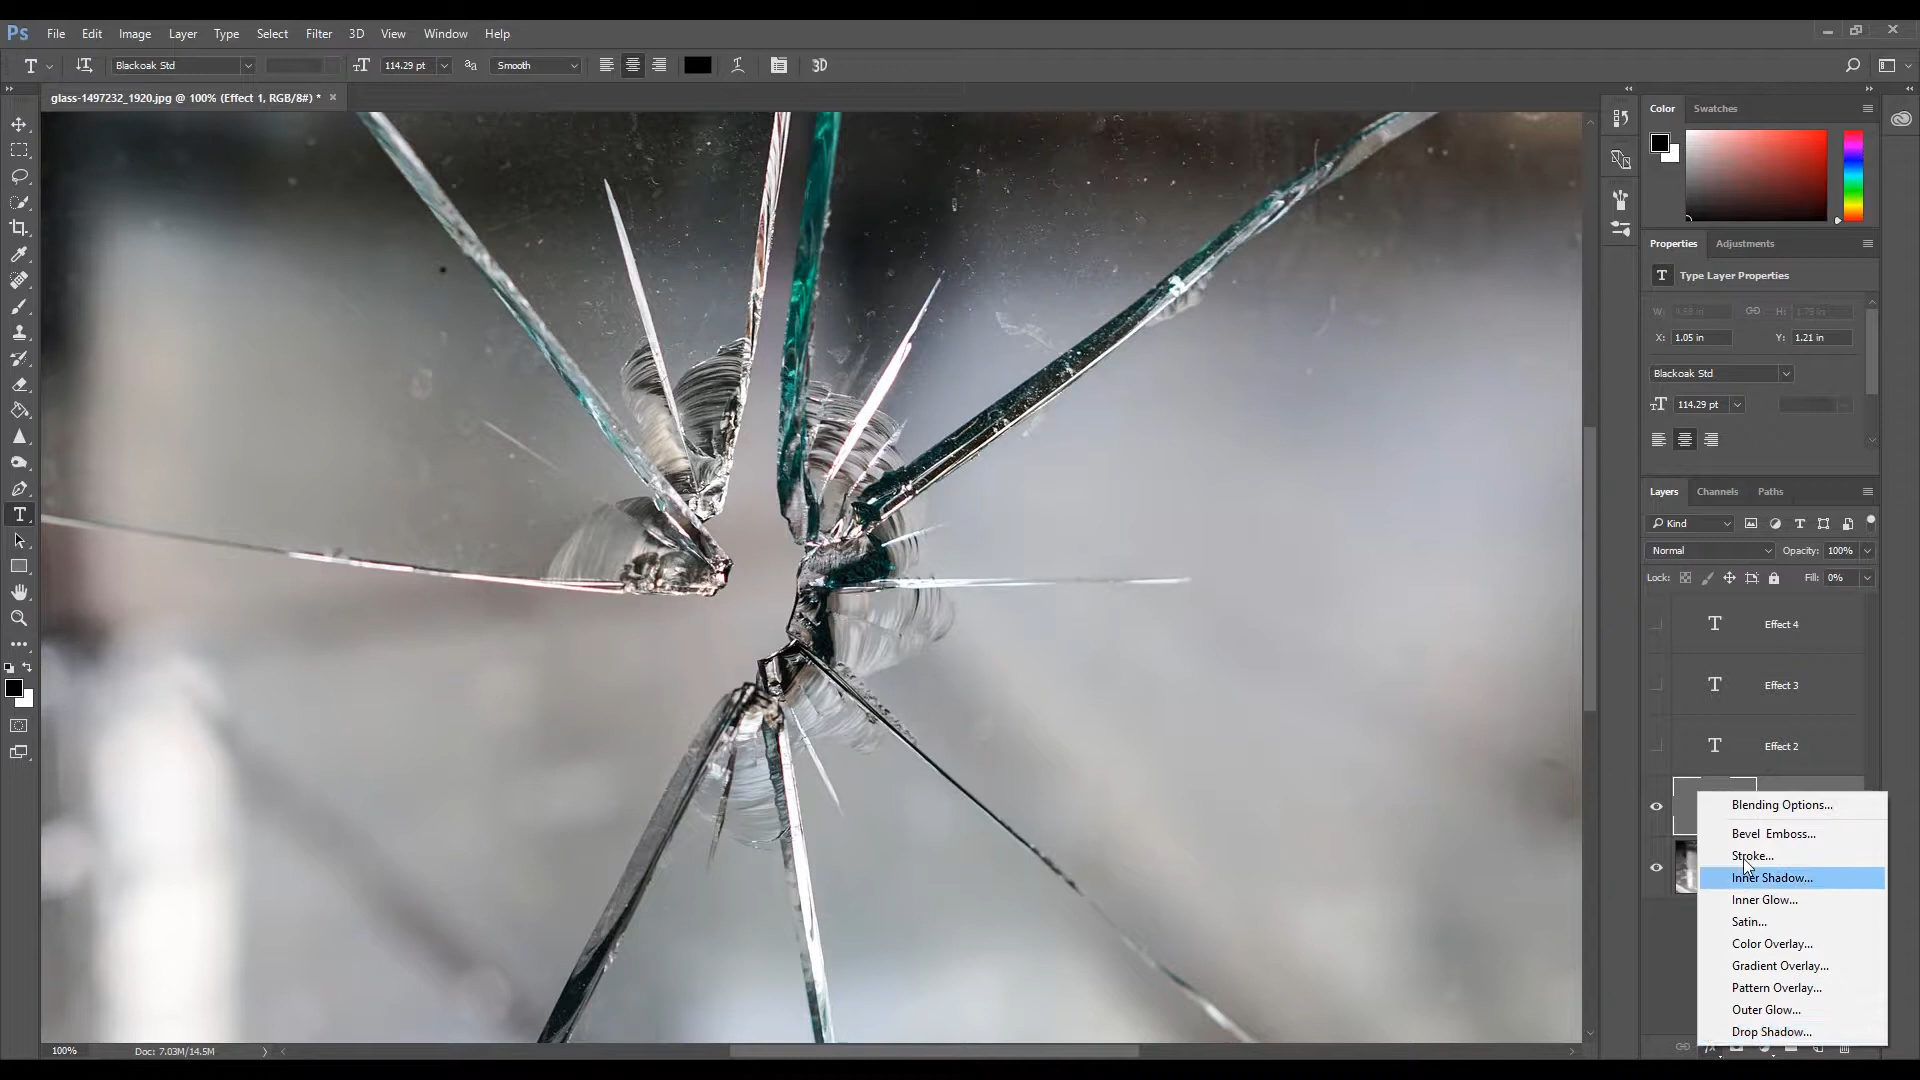 Ps File Edit Image Layer Type Select Filter 3D View Window Help
T Blackoak Std 114.29 pt aa Smooth 3D
glass-1497232_1920.jpg @ 100% (Effect 1, RGB/8#) * ×
Color Swatches
Properties Adjustments
T Type Layer Properties
X: 1.05 in Y: 1.21 in
Blackoak Std
114.29 pt
Layers Channels Paths
Kind
Normal Opacity: 100%
Lock: Fill: 0%
T Effect 4
T Effect 3
T Effect 2
Blending Options...
Bevel Emboss...
Stroke...
Inner Shadow...
Inner Glow...
Satin...
Color Overlay...
Gradient Overlay...
Pattern Overlay...
Outer Glow...
Drop Shadow...
100% Doc: 7.03M/14.5M